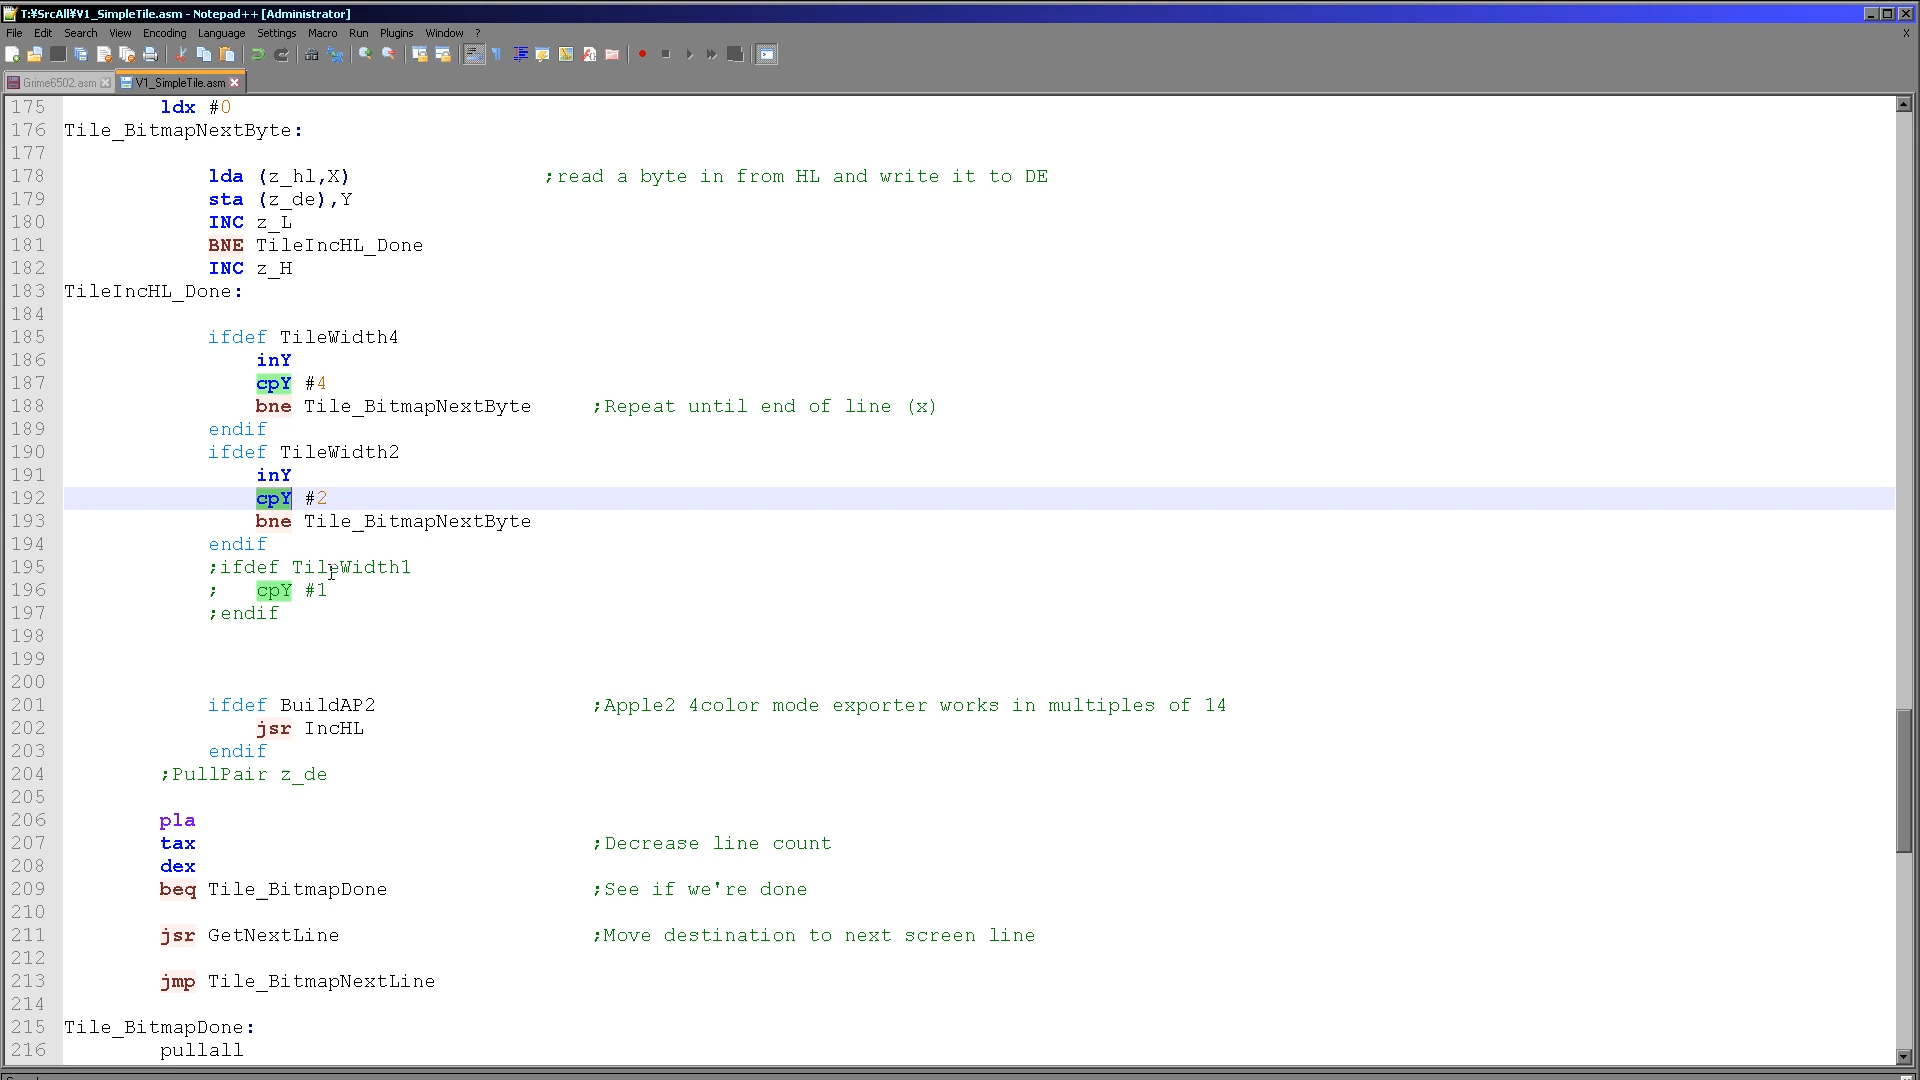 T:¥SrcAll¥V1_SimpleTile.asm - Notepad++ [Administrator]
File Edit Search View Encoding Language Settings Macro Run Plugins Window ? X
Grime6502.asm V1_SimpleTile.asm
175 ldx #0
176 Tile_BitmapNextByte:
177
178 lda (z_hl,X) ;read a byte in from HL and write it to DE
179 sta (z_de),Y
180 INC z_L
181 BNE TileIncHL_Done
182 INC z_H
183 TileIncHL_Done:
184
185 ifdef TileWidth4
186 inY
187 cpY #4
188 bne Tile_BitmapNextByte ;Repeat until end of line (x)
189 endif
190 ifdef TileWidth2
191 inY
192 cpY #2
193 bne Tile_BitmapNextByte
194 endif
195 ;ifdef TileWidth1
196 ; cpY #1
197 ;endif
198
199
200
201 ifdef BuildAP2 ;Apple2 4color mode exporter works in multiples of 14
202 jsr IncHL
203 endif
204 ;PullPair z_de
205
206 pla
207 tax ;Decrease line count
208 dex
209 beq Tile_BitmapDone ;See if we're done
210
211 jsr GetNextLine ;Move destination to next screen line
212
213 jmp Tile_BitmapNextLine
214
215 Tile_BitmapDone:
216 pullall